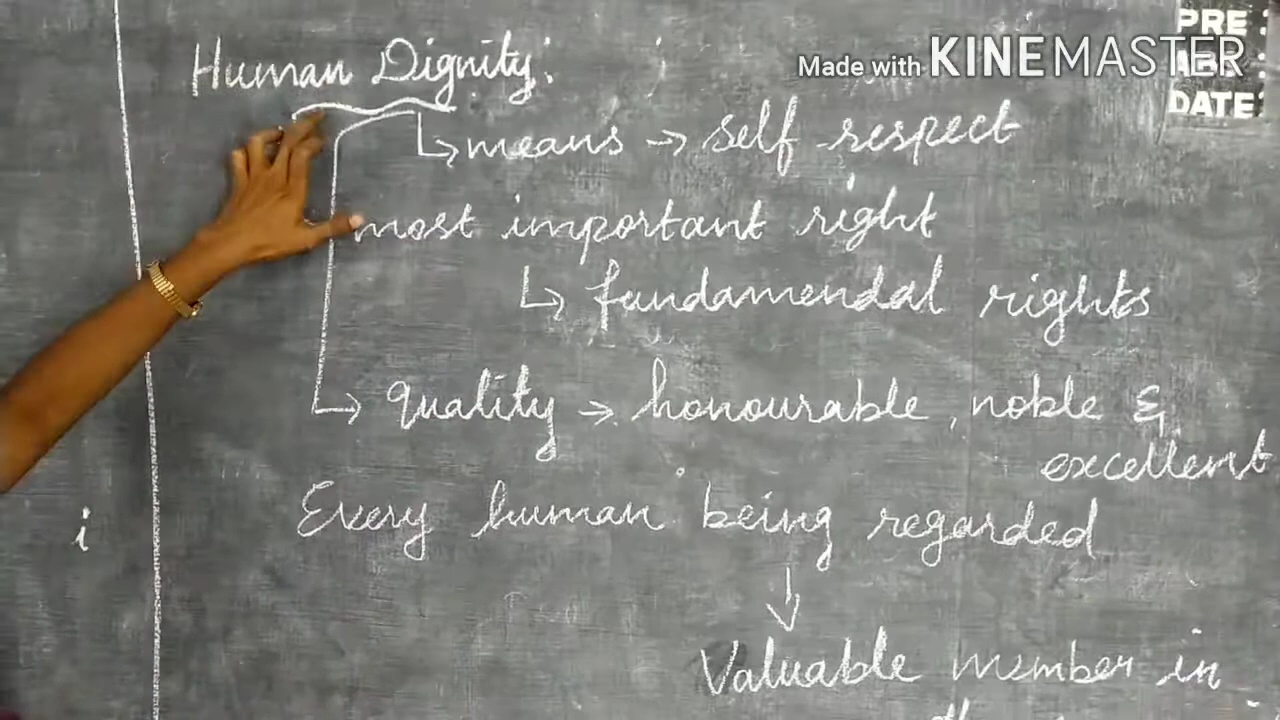 PRE :
Made with KINEMASTER
ABS :
DATE :
Human Dignity :
↳ means → self respect
most important right
↳ fundamendal rights
↳ quality → honourable, noble &
excellent
Every human being regarded
↓
Valuable member in
i